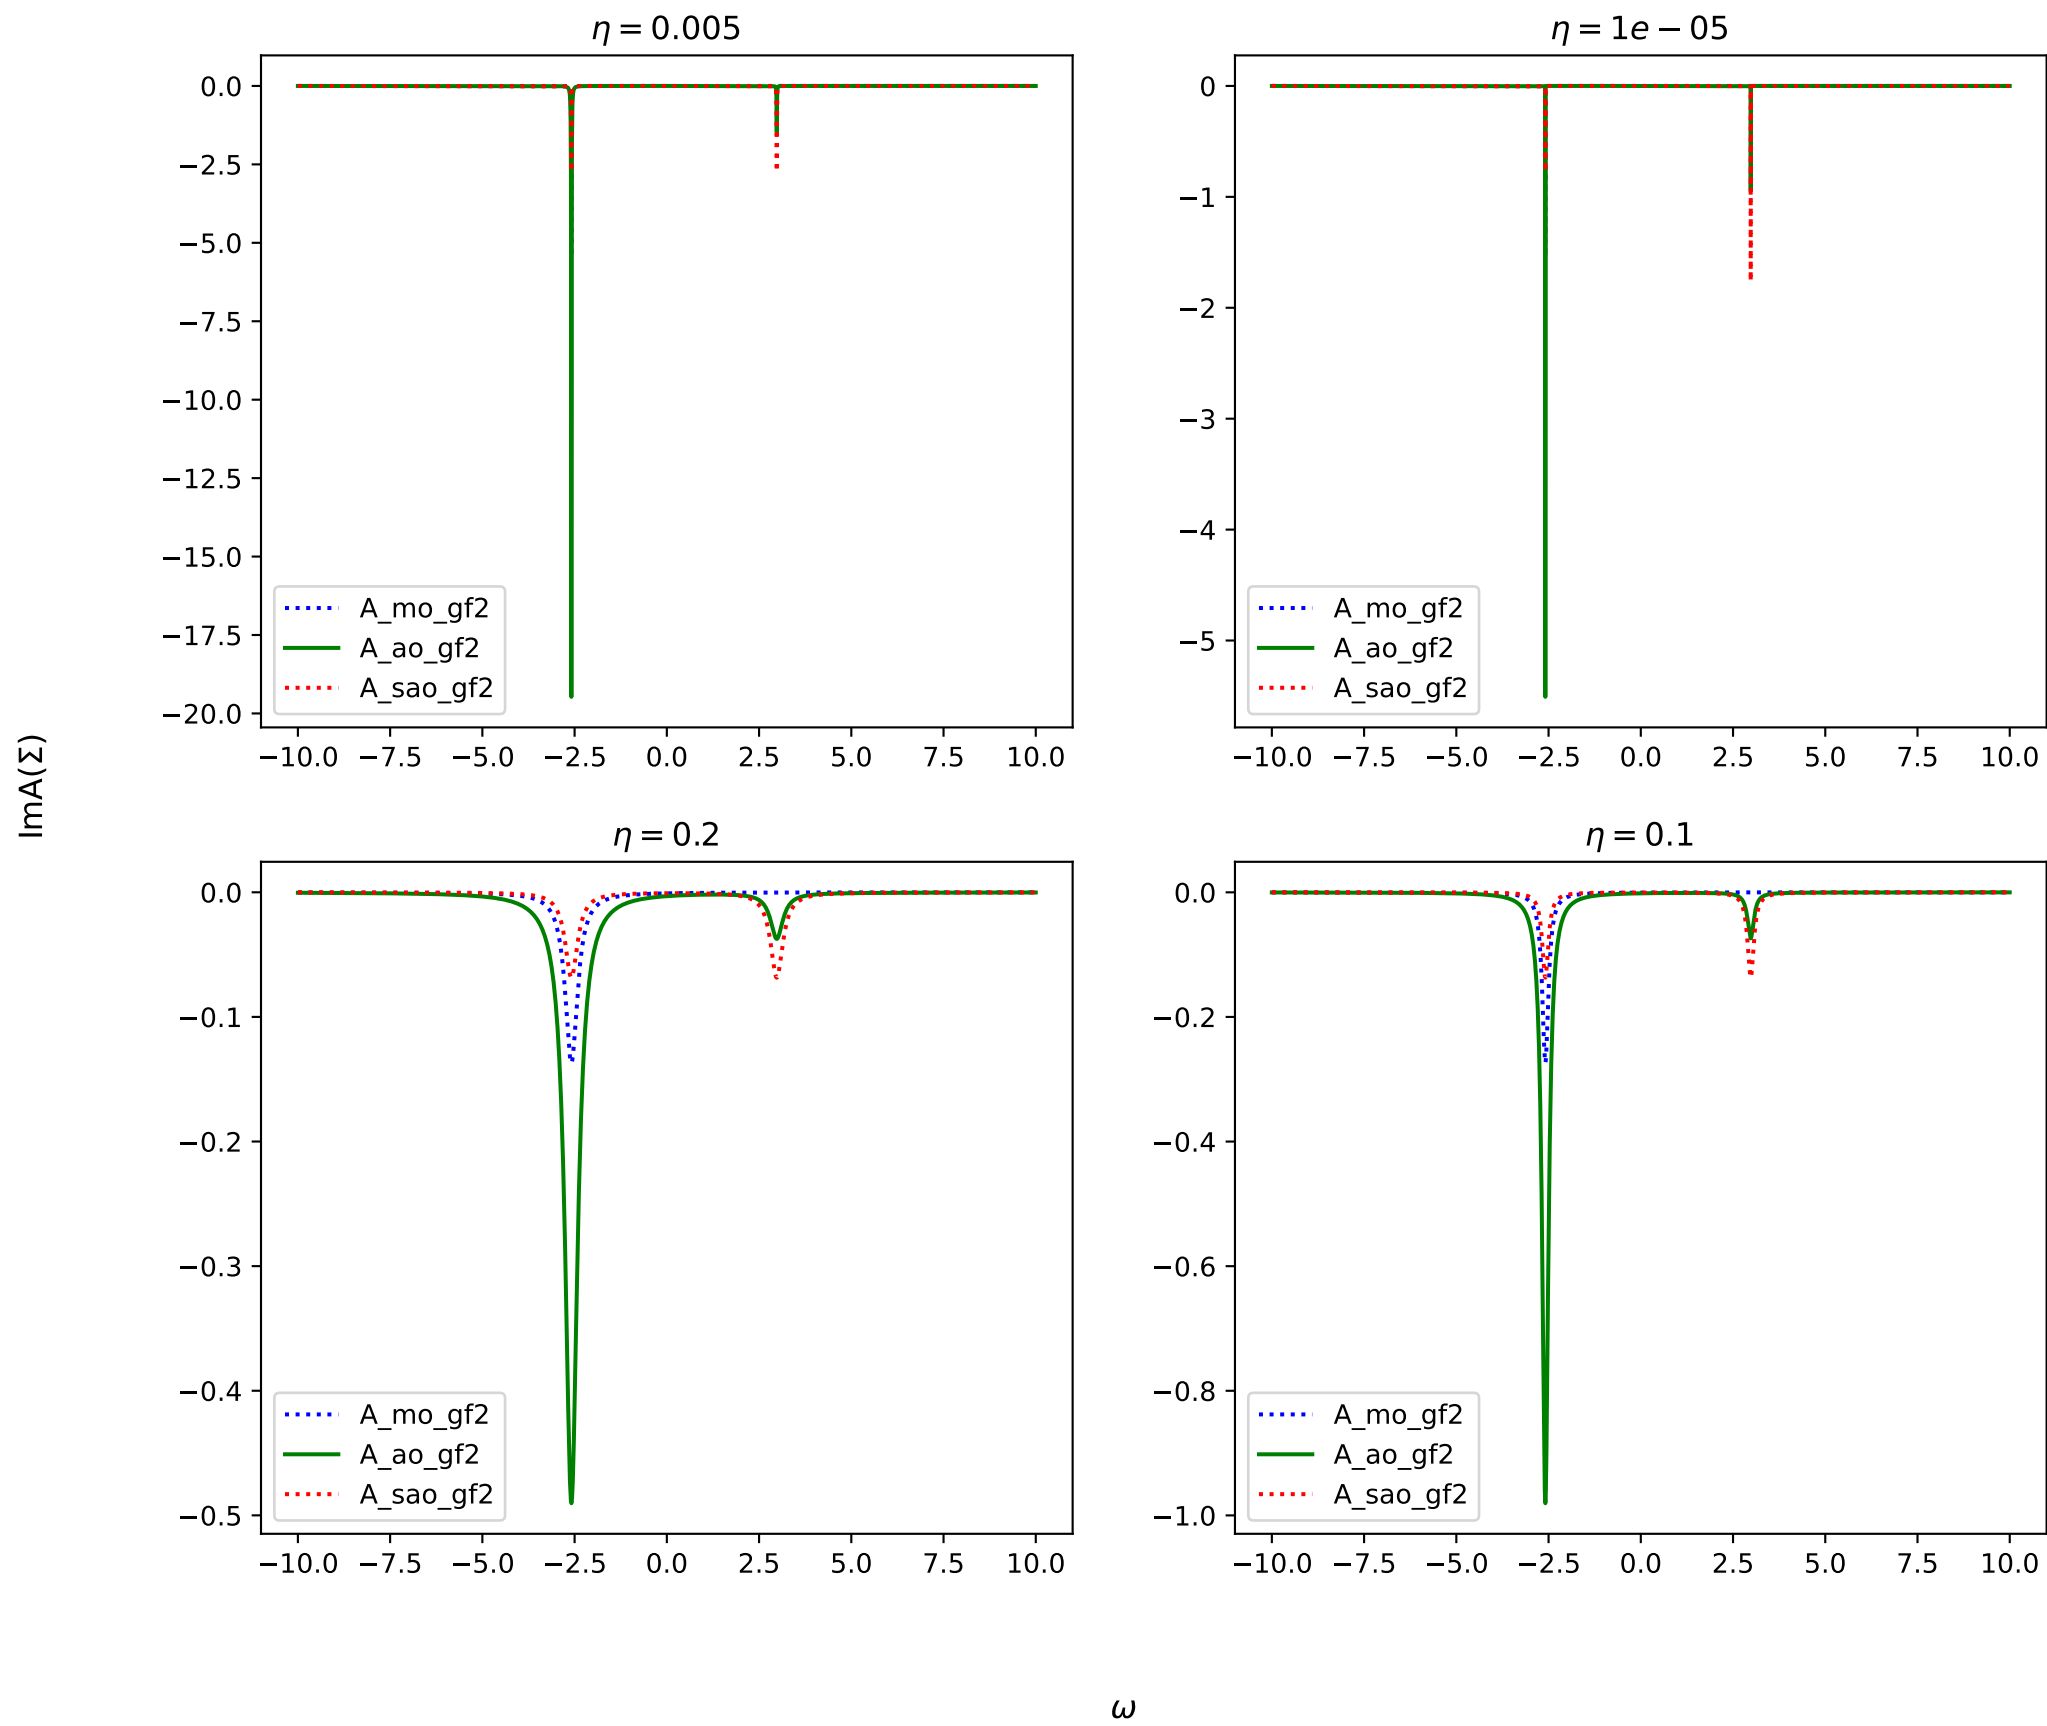 η = 0.005
0.0
−2.5
−5.0
−7.5
−10.0
−12.5
−15.0
−17.5
−20.0
A_mo_gf2
A_ao_gf2
A_sao_gf2
−10.0 −7.5 −5.0 −2.5 0.0 2.5 5.0 7.5 10.0
η = 1e − 05
0
−1
−2
−3
−4
−5
A_mo_gf2
A_ao_gf2
A_sao_gf2
−10.0 −7.5 −5.0 −2.5 0.0 2.5 5.0 7.5 10.0
ImA(Σ)
η = 0.2
0.0
−0.1
−0.2
−0.3
−0.4
−0.5
A_mo_gf2
A_ao_gf2
A_sao_gf2
−10.0 −7.5 −5.0 −2.5 0.0 2.5 5.0 7.5 10.0
η = 0.1
0.0
−0.2
−0.4
−0.6
−0.8
−1.0
A_mo_gf2
A_ao_gf2
A_sao_gf2
−10.0 −7.5 −5.0 −2.5 0.0 2.5 5.0 7.5 10.0
ω